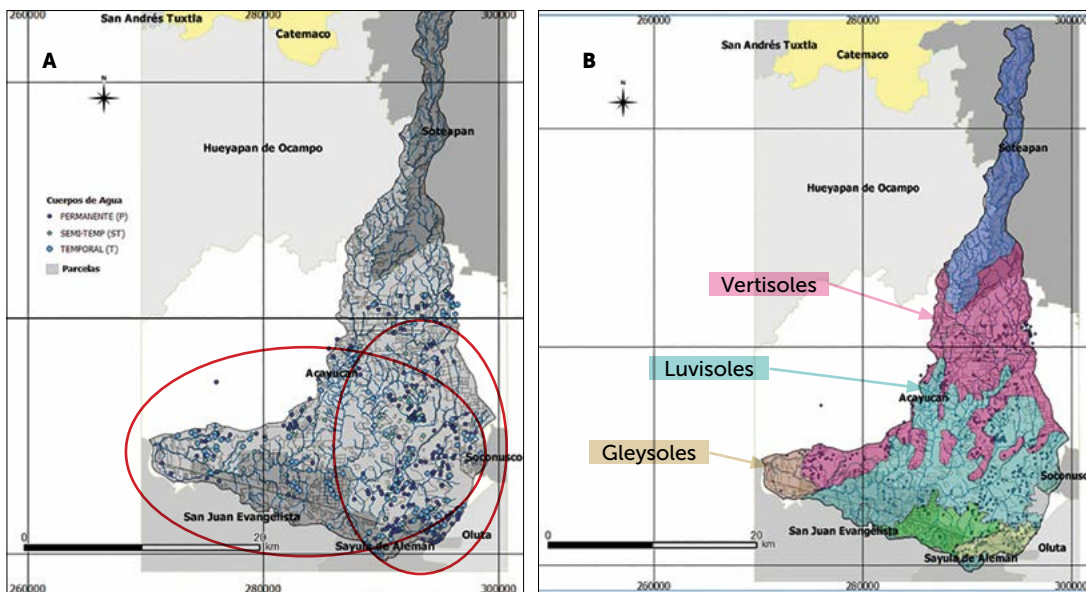 260000
280000
300000
San Andrés Tuxtla
Catemaco
A
N
Soteapan
Hueyapan de Ocampo
Cuerpos de Agua
PERMANENTE (P)
SEMI-TEMP (ST)
TEMPORAL (T)
Parcelas
Acayucan
Soconusco
San Juan Evangelista
Oluta
0
20
km
Sayula de Alemán
260000
280000
300000
260000
280000
300000
San Andrés Tuxtla
Catemaco
B
N
Soteapan
Hueyapan de Ocampo
Vertisoles
Luvisoles
Acayucan
Gleysoles
Soconusco
San Juan Evangelista
Oluta
0
20
km
Sayula de Alemán
260000
280000
300000